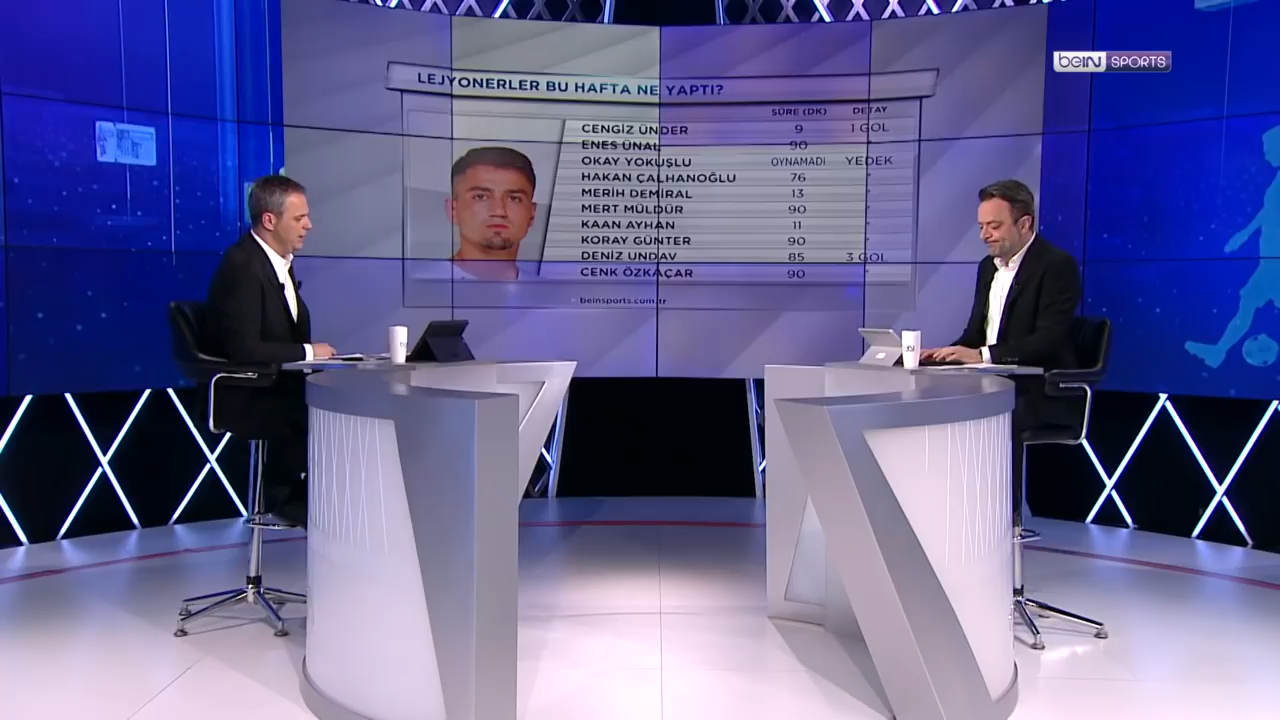 beIN SPORTS
LEJYONERLER BU HAFTA NE YAPTI?
SÜRE (DK) DETAY
CENGİZ ÜNDER 9 1 GOL
ENES ÜNAL 90 "
OKAY YOKUŞLU OYNAMADI YEDEK
HAKAN ÇALHANOĞLU 76 "
MERİH DEMİRAL 13 "
MERT MÜLDÜR 90 "
KAAN AYHAN 11 "
KORAY GÜNTER 90 "
DENİZ UNDAV 85 3 GOL
CENK ÖZKAÇAR 90 "
beinsports.com.tr